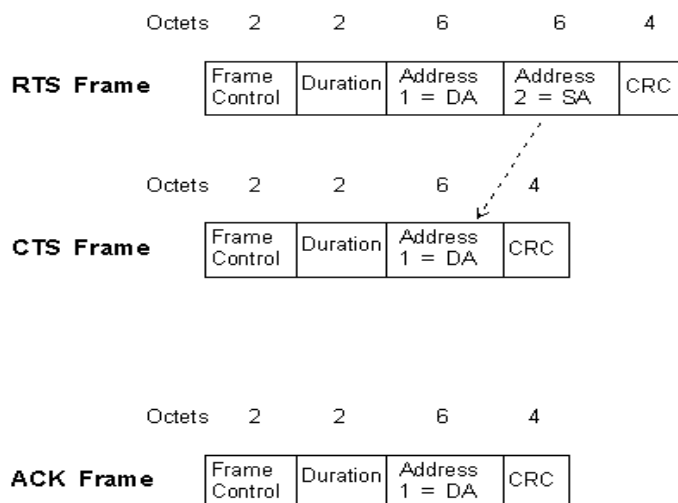 Octets 2 2 6 6 4
RTS Frame
Frame Control
Duration
Address 1 = DA
Address 2 = SA
CRC
Octets 2 2 6 4
CTS Frame
Frame Control
Duration
Address 1 = DA
CRC
Octets 2 2 6 4
ACK Frame
Frame Control
Duration
Address 1 = DA
CRC